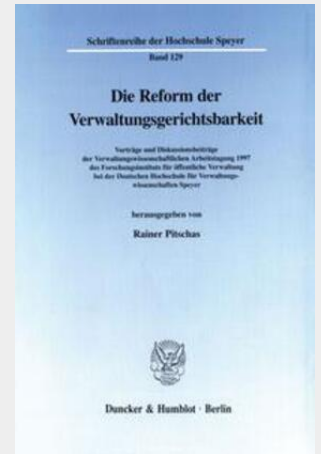 Schriftenreihe der Hochschule Speyer
Band 129
Die Reform der
Verwaltungsgerichtsbarkeit
Vorträge und Diskussionsbeiträge
der Verwaltungswissenschaftlichen Arbeitstagung 1997
des Forschungsinstituts für öffentliche Verwaltung
bei der Deutschen Hochschule für Verwaltungs-
wissenschaften Speyer
herausgegeben von
Rainer Pitschas
Duncker & Humblot · Berlin